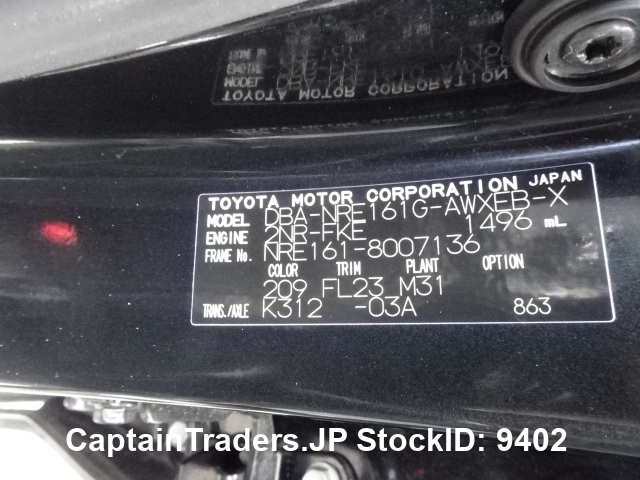 TOYOTA MOTOR CORPORATION JAPAN
MODEL DBA-NRE161G-AWXEB-X
ENGINE 2NR-FKE 1496 mL
FRAME No. NRE161-8007136
COLOR TRIM PLANT OPTION
209 FL23 M31
TRANS./AXLE K312 -03A 863
CaptainTraders.JP StockID: 9402